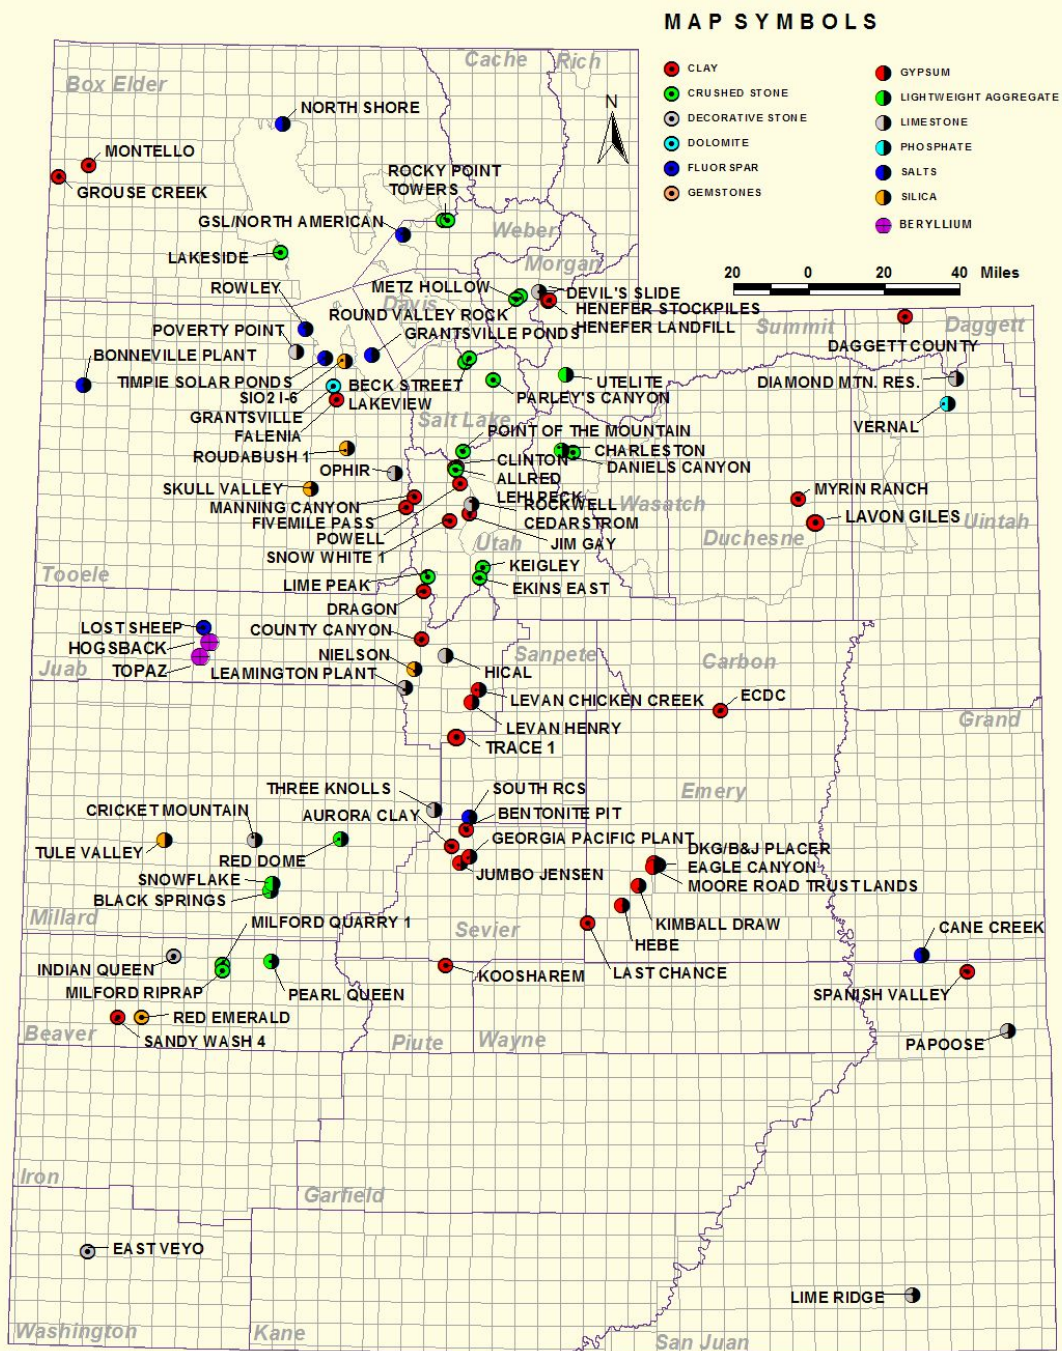 MAP SYMBOLS
CLAY
CRUSHED STONE
DECORATIVE STONE
DOLOMITE
FLUORSPAR
GEMSTONES
GYPSUM
LIGHTWEIGHT AGGREGATE
LIMESTONE
PHOSPHATE
SALTS
SILICA
BERYLLIUM
N
20 0 20 40 Miles
Cache
Rich
Box Elder
NORTH SHORE
MONTELLO
GROUSE CREEK
ROCKY POINT
TOWERS
GSL/NORTH AMERICAN
Weber
LAKESIDE
Morgan
ROWLEY
METZ HOLLOW
DEVIL'S SLIDE
Davis
HENEFER STOCKPILES
ROUND VALLEY ROCK
HENEFER LANDFILL
POVERTY POINT
GRANTSVILLE PONDS
Summit
Daggett
DAGGETT COUNTY
BONNEVILLE PLANT
TIMPIE SOLAR PONDS
BECK STREET
UTELITE
DIAMOND MTN. RES.
SIO2 I-6
LAKEVIEW
PARLEY'S CANYON
GRANTSVILLE
Salt Lake
VERNAL
FALENIA
POINT OF THE MOUNTAIN
ROUDABUSH 1
CHARLESTON
OPHIR
CLINTON
DANIELS CANYON
ALLRED
SKULL VALLEY
LEHI PECK
MYRIN RANCH
MANNING CANYON
ROCKWELL
Wasatch
FIVEMILE PASS
CEDARSTROM
LAVON GILES
Uintah
POWELL
JIM GAY
Duchesne
SNOW WHITE 1
Utah
KEIGLEY
Tooele
LIME PEAK
EKINS EAST
DRAGON
LOST SHEEP
COUNTY CANYON
HOGSBACK
NIELSON
Sanpete
Carbon
Juab
TOPAZ
LEAMINGTON PLANT
HICAL
LEVAN CHICKEN CREEK
ECDC
LEVAN HENRY
Grand
TRACE 1
THREE KNOLLS
SOUTH RCS
Emery
CRICKET MOUNTAIN
AURORA CLAY
BENTONITE PIT
GEORGIA PACIFIC PLANT
TULE VALLEY
RED DOME
DKG/B&J PLACER
EAGLE CANYON
SNOWFLAKE
JUMBO JENSEN
MOORE ROAD TRUST LANDS
BLACK SPRINGS
Millard
MILFORD QUARRY 1
KIMBALL DRAW
Sevier
CANE CREEK
HEBE
INDIAN QUEEN
KOOSHAREM
LAST CHANCE
MILFORD RIPRAP
PEARL QUEEN
SPANISH VALLEY
RED EMERALD
Beaver
SANDY WASH 4
Piute
Wayne
PAPOOSE
Iron
Garfield
EAST VEYO
LIME RIDGE
Washington
Kane
San Juan